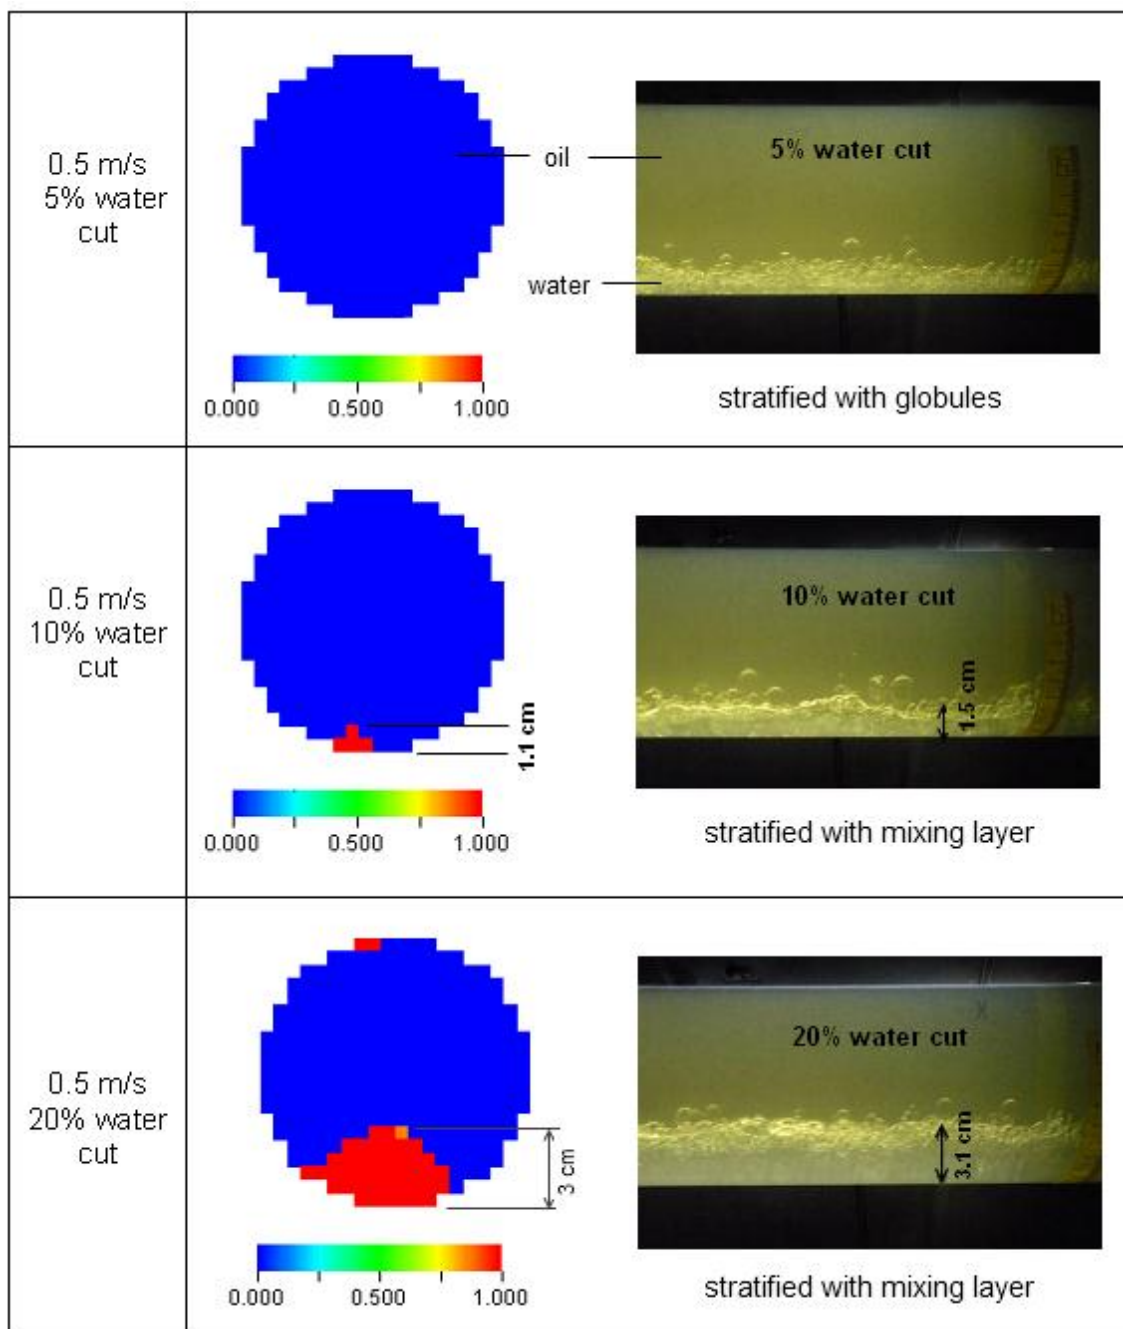 0.5 m/s
5% water
cut
oil
water
5% water cut
0.000 0.500 1.000
stratified with globules
0.5 m/s
10% water
cut
1.1 cm
10% water cut
1.5 cm
0.000 0.500 1.000
stratified with mixing layer
0.5 m/s
20% water
cut
3 cm
20% water cut
3.1 cm
0.000 0.500 1.000
stratified with mixing layer